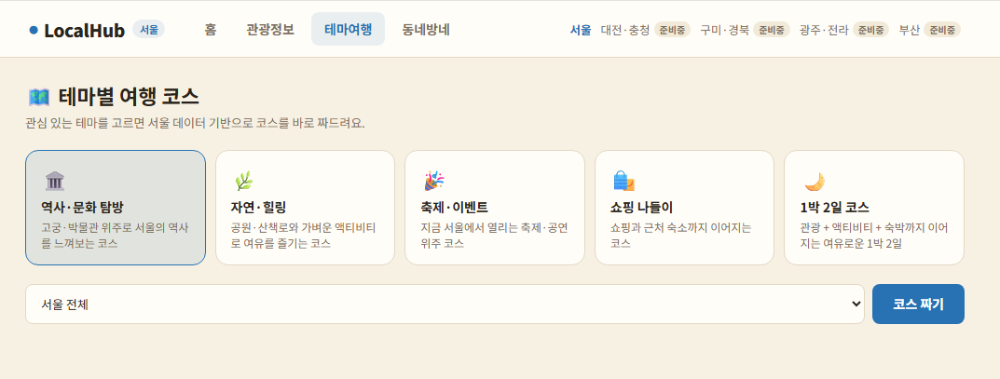 LocalHub 서울 홈 관광정보 테마여행 동네방네 서울 대전·충청 준비중 구미·경북 준비중 광주·전라 준비중 부산 준비중
테마별 여행 코스
관심 있는 테마를 고르면 서울 데이터 기반으로 코스를 바로 짜드려요.
역사·문화 탐방
고궁·박물관 위주로 서울의 역사
를 느껴보는 코스
자연·힐링
공원·산책로와 가벼운 액티비티
로 여유를 즐기는 코스
축제·이벤트
지금 서울에서 열리는 축제·공연
위주 코스
쇼핑 나들이
쇼핑과 근처 숙소까지 이어지는
코스
1박 2일 코스
관광 + 액티비티 + 숙박까지 이어
지는 여유로운 1박 2일
서울 전체
코스 짜기